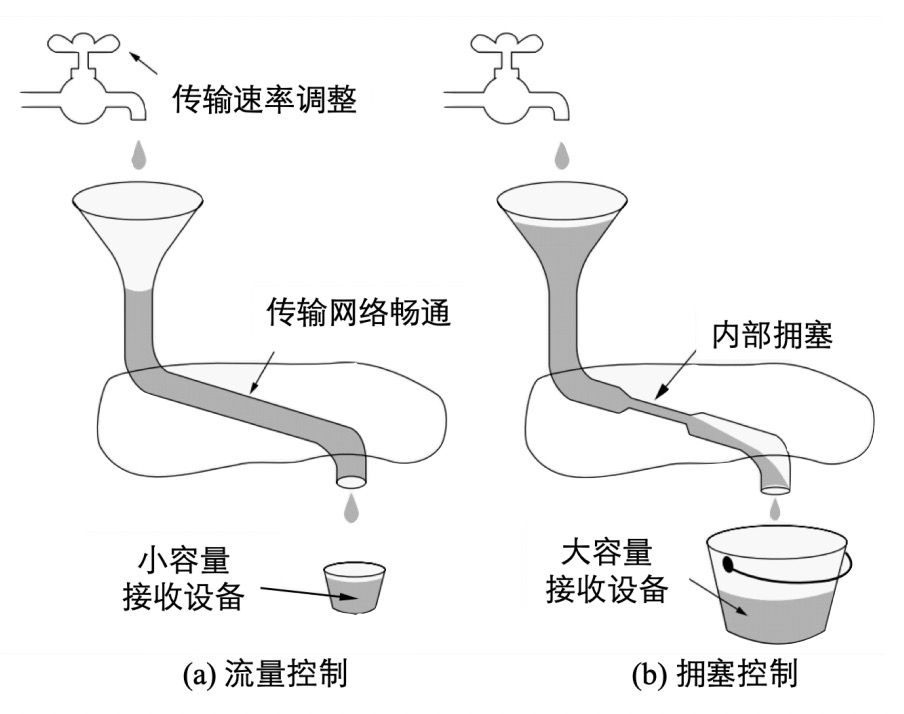 传输速率调整
传输网络畅通
小容量
接收设备
(a) 流量控制
内部拥塞
大容量
接收设备
(b) 拥塞控制